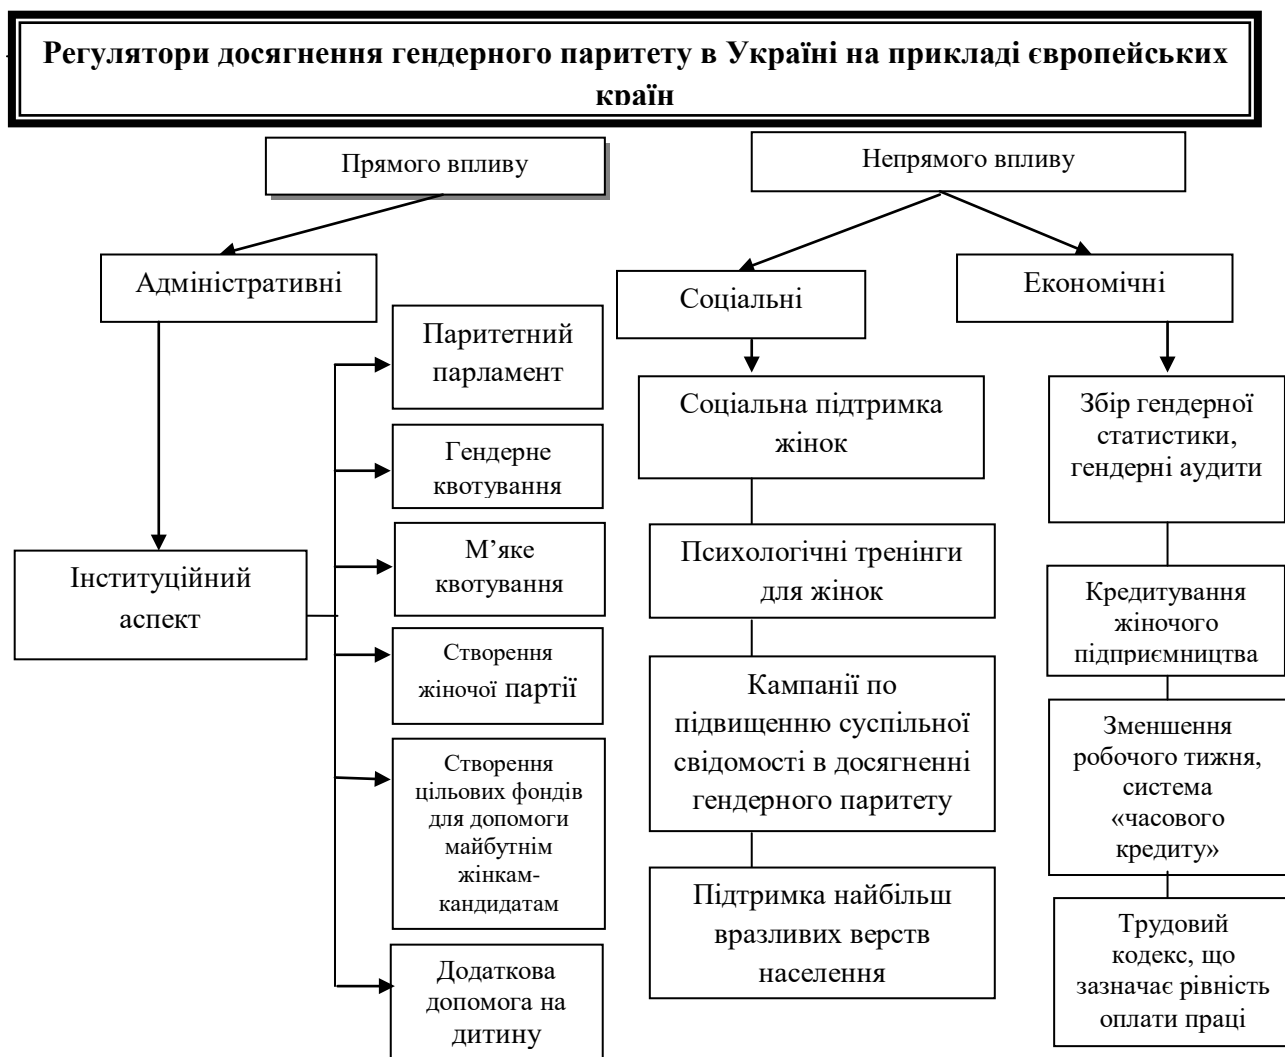 Регулятори досягнення гендерного паритету в Україні на прикладі європейських
країн
Прямого впливу
Непрямого впливу
Адміністративні
Соціальні
Економічні
Інституційний
аспект
Паритетний
парламент
Гендерне
квотування
М’яке
квотування
Створення
жіночої партії
Створення
цільових фондів
для допомоги
майбутнім
жінкам-
кандидатам
Додаткова
допомога на
дитину
Соціальна підтримка
жінок
Психологічні тренінги
для жінок
Кампанії по
підвищенню суспільної
свідомості в досягненні
гендерного паритету
Підтримка найбільш
вразливих верств
населення
Збір гендерної
статистики,
гендерні аудити
Кредитування
жіночого
підприємництва
Зменшення
робочого тижня,
система
«часового
кредиту»
Трудовий
кодекс, що
зазначає рівність
оплати праці